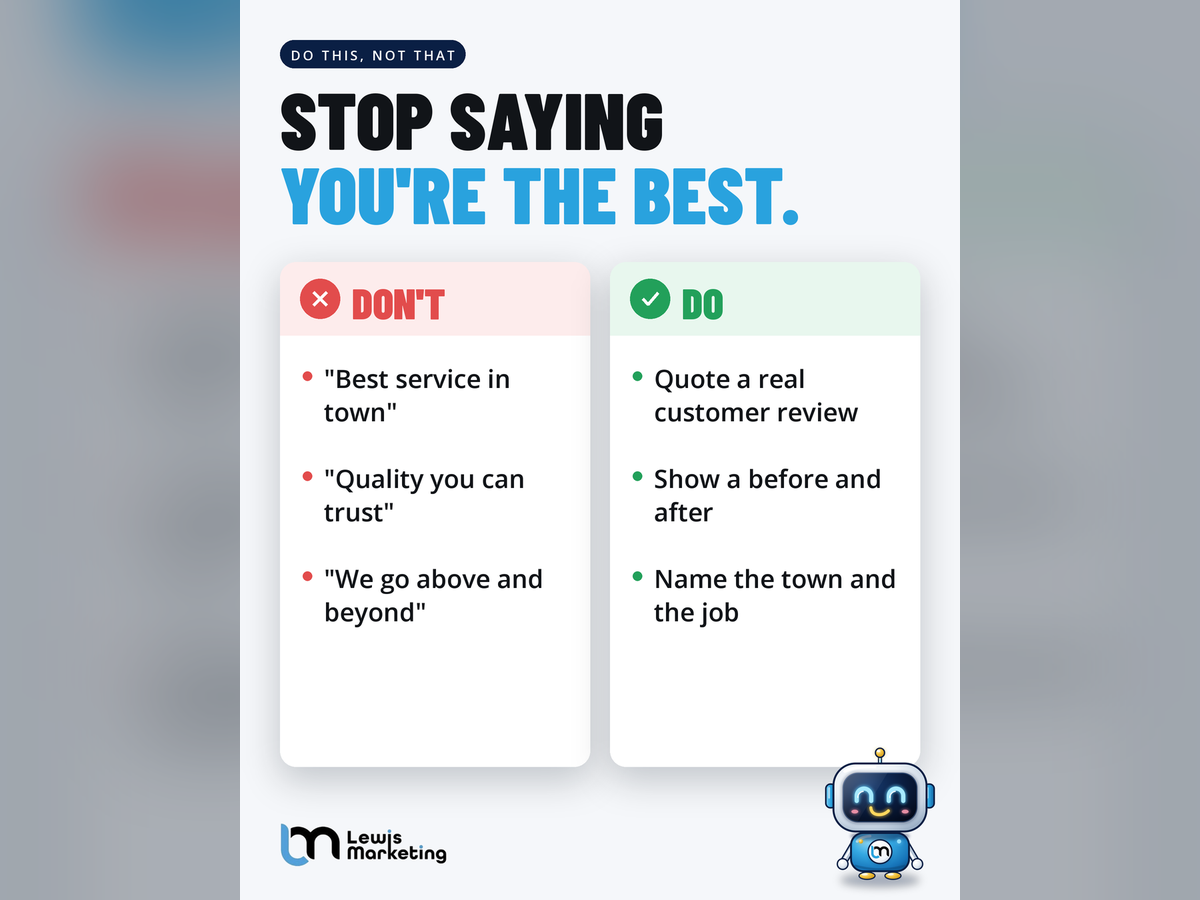 DO THIS, NOT THAT
STOP SAYING
YOU'RE THE BEST.
DON'T
"Best service in
town"
"Quality you can
trust"
"We go above and
beyond"
DO
Quote a real
customer review
Show a before and
after
Name the town and
the job
Lewis
Marketing